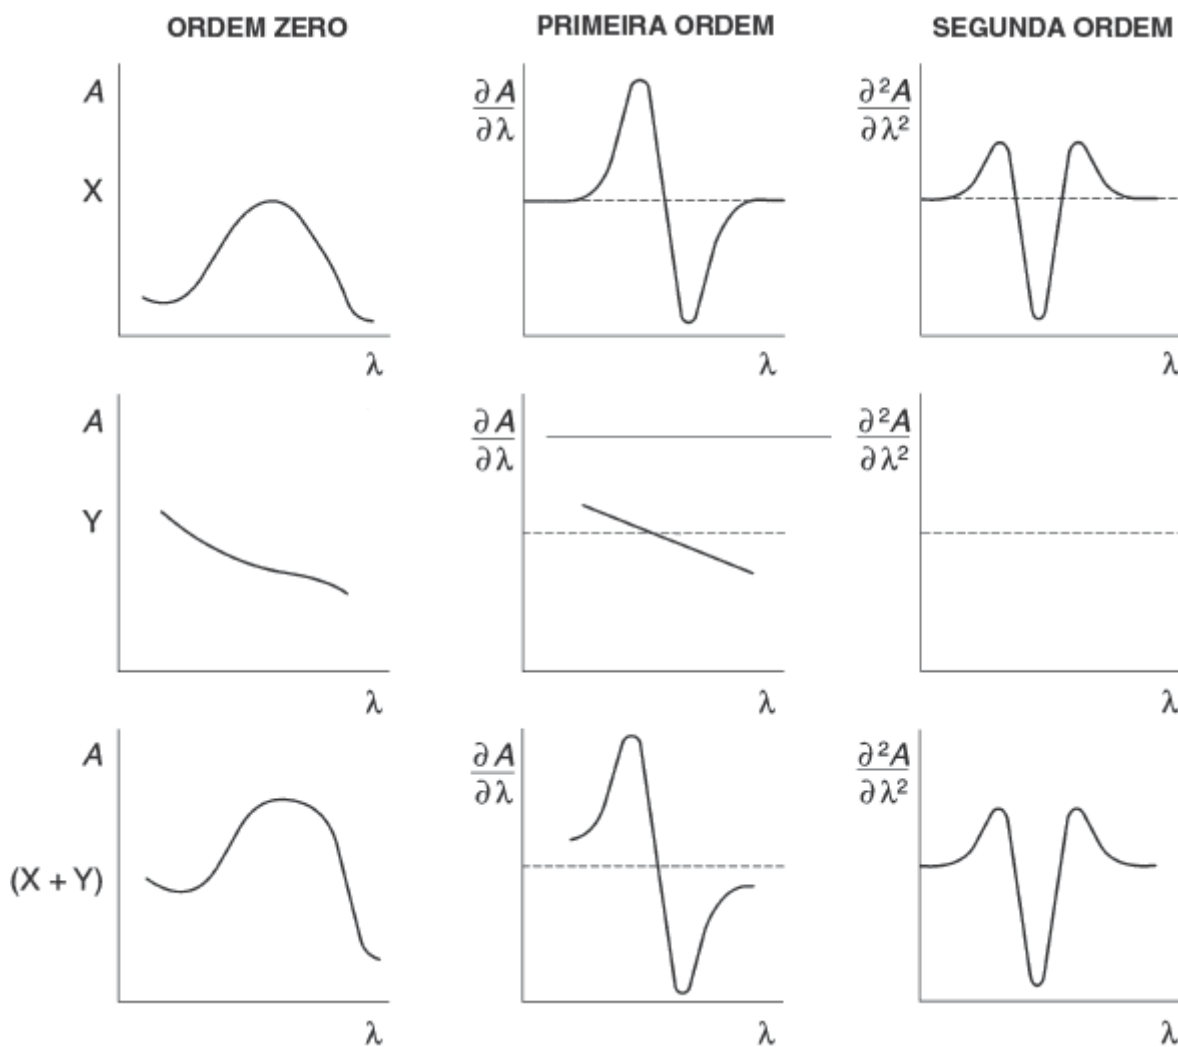 ORDEM ZERO
PRIMEIRA ORDEM
SEGUNDA ORDEM
A
X
λ
∂A
∂λ
λ
∂²A
∂λ²
λ
A
Y
λ
∂A
∂λ
λ
∂²A
∂λ²
λ
A
(X + Y)
λ
∂A
∂λ
λ
∂²A
∂λ²
λ